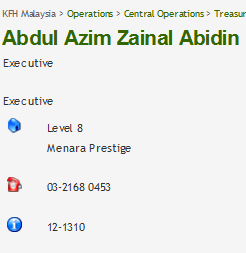 KFH Malaysia > Operations > Central Operations > Treasur
Abdul Azim Zainal Abidin
Executive
Executive
Level 8
Menara Prestige
03-2168 0453
12-1310